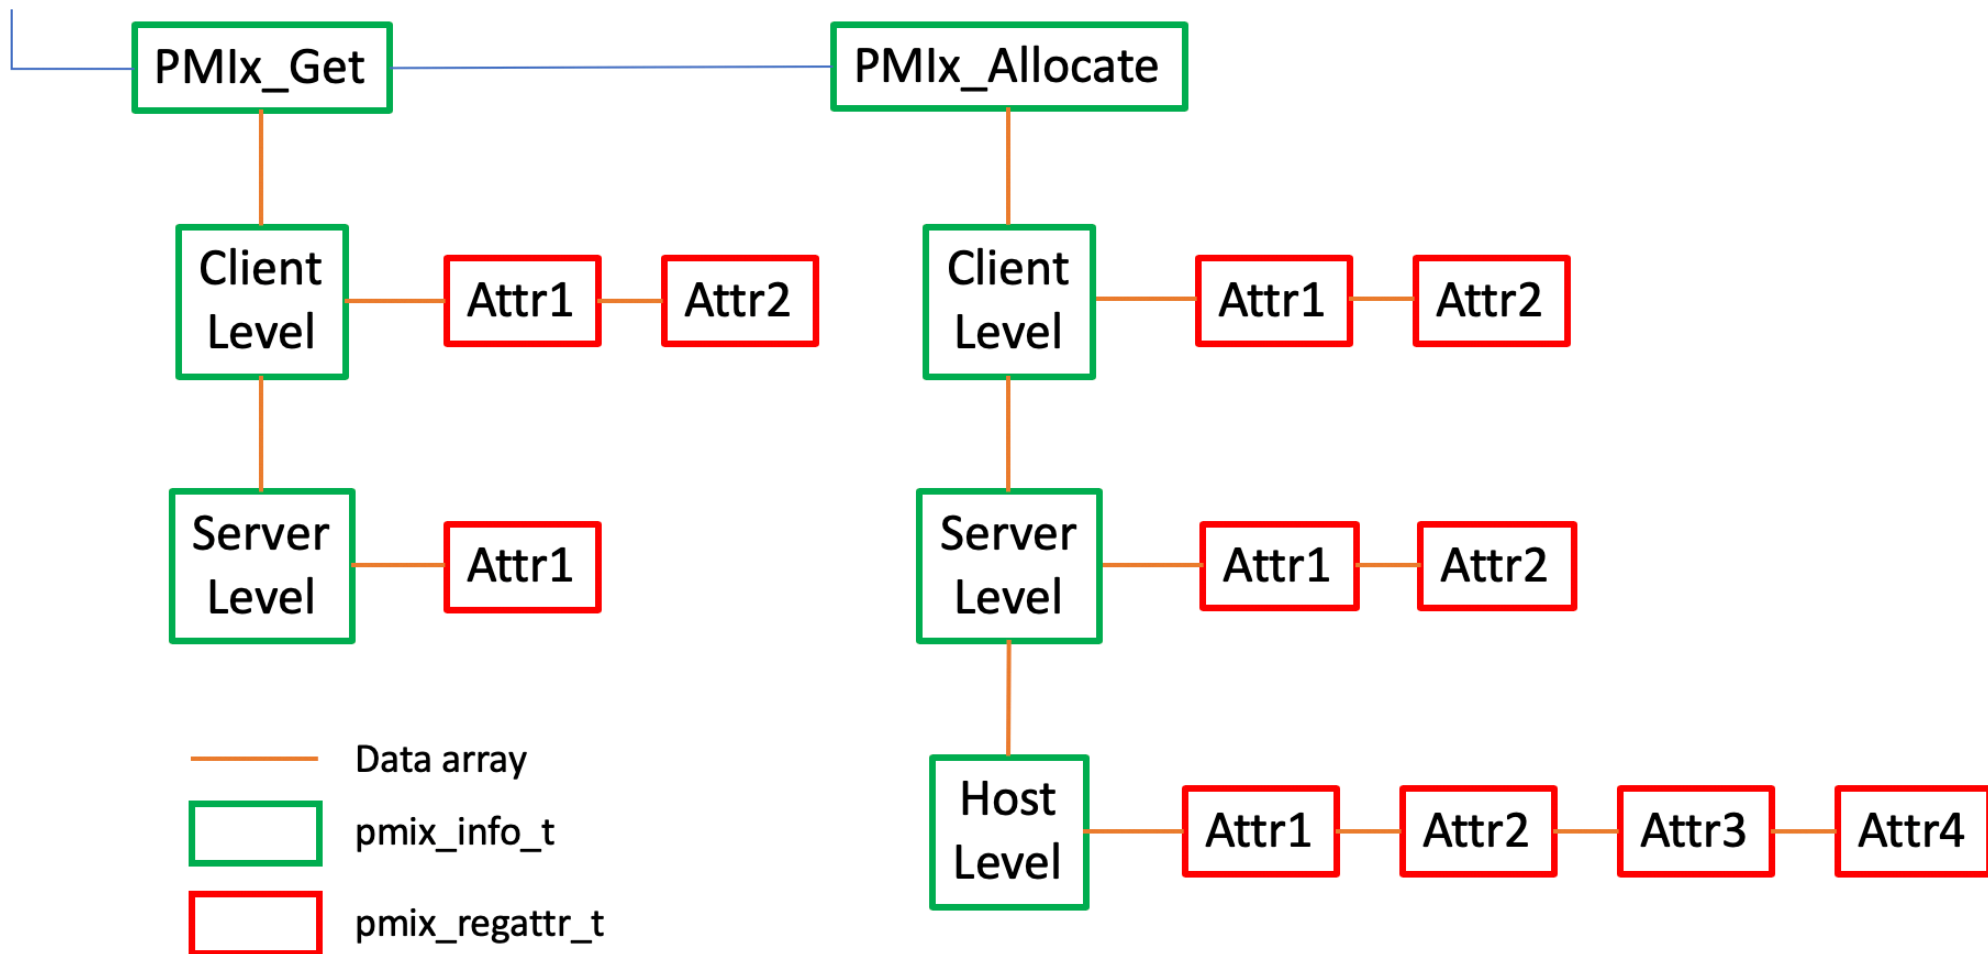 PMIx_Get
PMIx_Allocate
Client
Level
Attr1
Attr2
Client
Level
Attr1
Attr2
Server
Level
Attr1
Server
Level
Attr1
Attr2
Host
Level
Attr1
Attr2
Attr3
Attr4
Data array
pmix_info_t
pmix_regattr_t